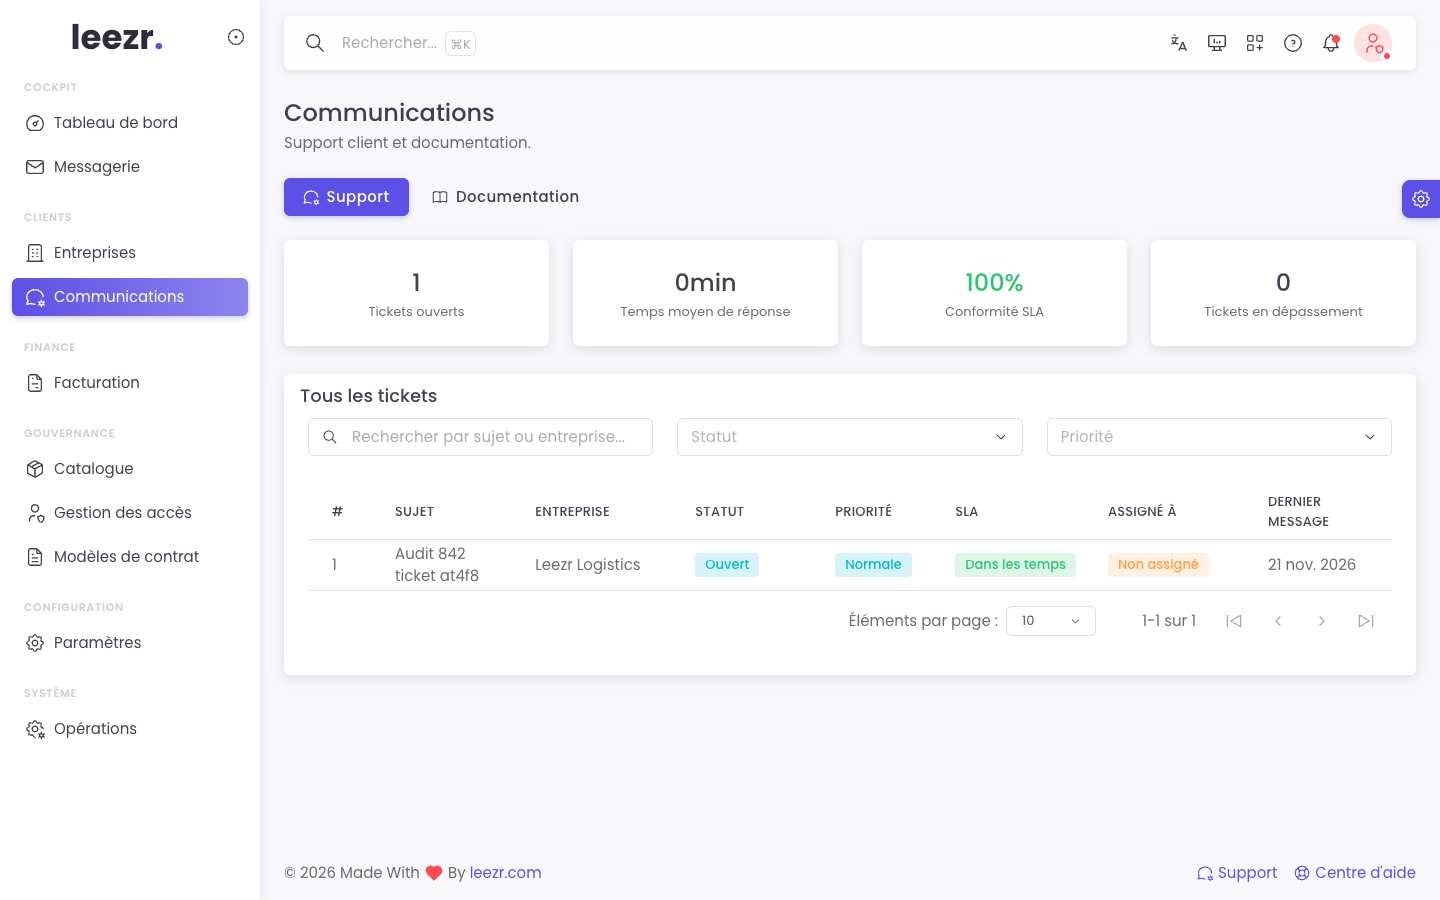 leezr.
COCKPIT
Tableau de bord
Messagerie
CLIENTS
Entreprises
Communications
FINANCE
Facturation
GOUVERNANCE
Catalogue
Gestion des accès
Modèles de contrat
CONFIGURATION
Paramètres
SYSTÈME
Opérations
Rechercher... ⌘K
Communications
Support client et documentation.
Support Documentation
1
Tickets ouverts
0min
Temps moyen de réponse
100%
Conformité SLA
0
Tickets en dépassement
Tous les tickets
Rechercher par sujet ou entreprise... Statut Priorité
# SUJET ENTREPRISE STATUT PRIORITÉ SLA ASSIGNÉ À DERNIER MESSAGE
1 Audit 842 ticket at4f8 Leezr Logistics Ouvert Normale Dans les temps Non assigné 21 nov. 2026
Éléments par page : 10 1-1 sur 1
© 2026 Made With By leezr.com Support Centre d'aide